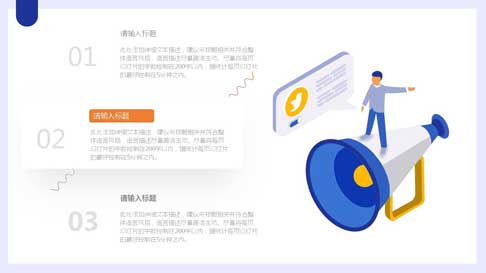 01
请输入标题
此处添加详细文本描述，建议与标题相关并符合整
体语言风格，语言描述尽量简洁生动。尽量将每页
幻灯片的字数控制在200字以内，据统计每页幻灯片
的最好控制在5分钟之内。
02
请输入标题
此处添加详细文本描述，建议与标题相关并符合整
体语言风格，语言描述尽量简洁生动。尽量将每页
幻灯片的字数控制在200字以内，据统计每页幻灯片
的最好控制在5分钟之内。
03
请输入标题
此处添加详细文本描述，建议与标题相关并符合整
体语言风格，语言描述尽量简洁生动。尽量将每页
幻灯片的字数控制在200字以内，据统计每页幻灯片
的最好控制在5分钟之内。